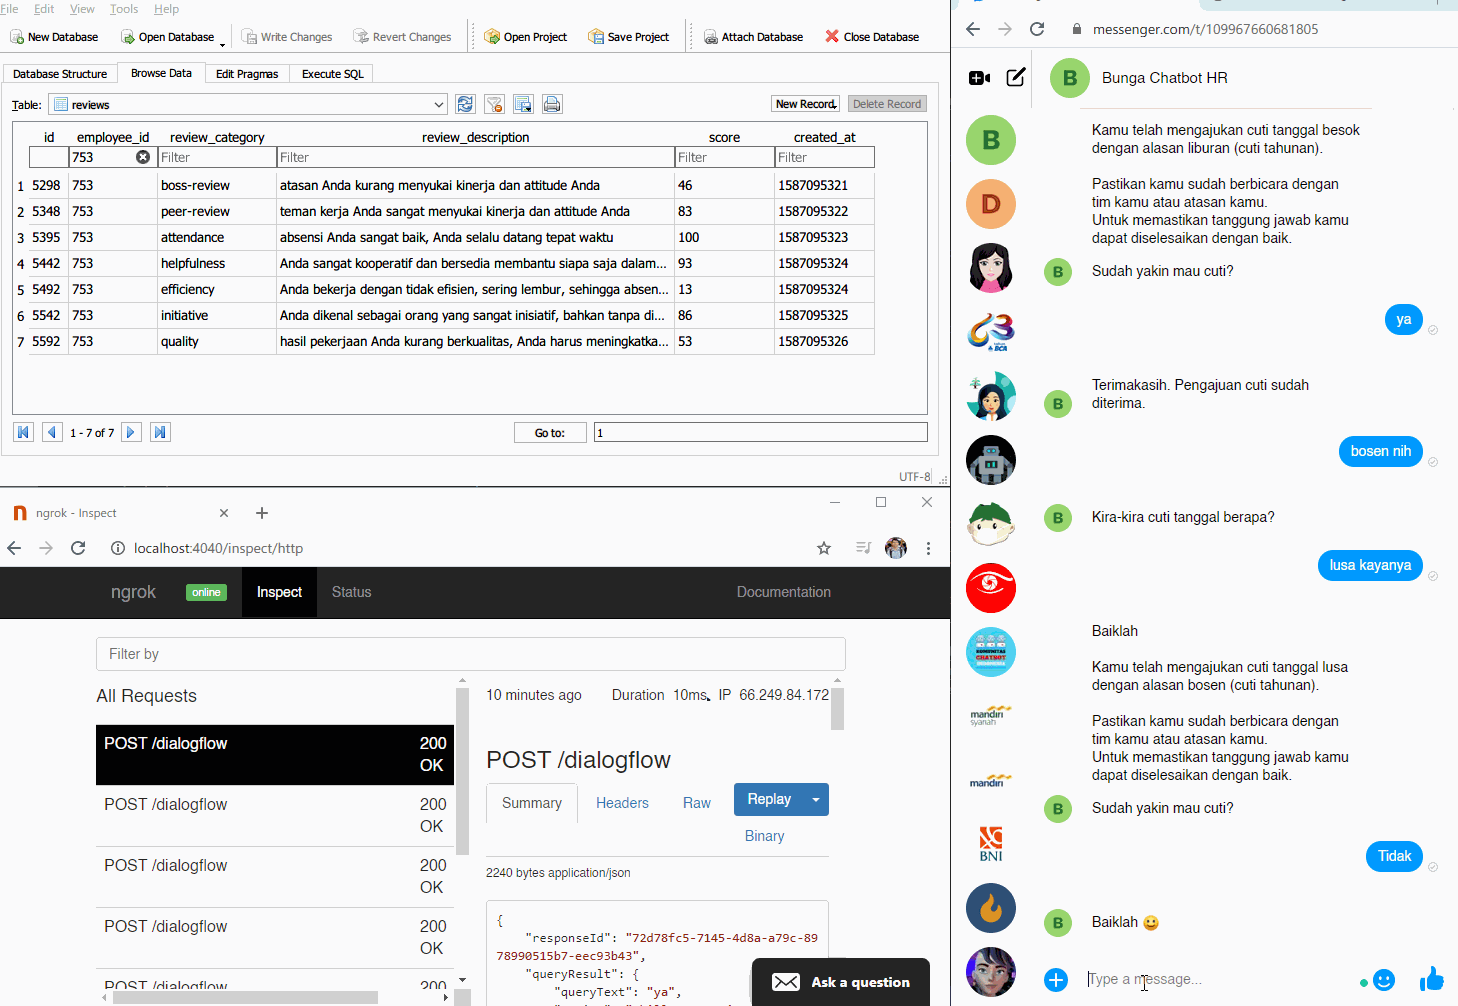 File Edit View Tools Help
New Database Open Database Write Changes Revert Changes Open Project Save Project Attach Database Close Database
Database Structure Browse Data Edit Pragmas Execute SQL
Table: reviews New Record Delete Record
id employee_id review_category review_description score created_at
753 Filter Filter Filter Filter
1 5298 753 boss-review atasan Anda kurang menyukai kinerja dan attitude Anda 46 1587095321
2 5348 753 peer-review teman kerja Anda sangat menyukai kinerja dan attitude Anda 83 1587095322
3 5395 753 attendance absensi Anda sangat baik, Anda selalu datang tepat waktu 100 1587095323
4 5442 753 helpfulness Anda sangat kooperatif dan bersedia membantu siapa saja dalam... 93 1587095324
5 5492 753 efficiency Anda bekerja dengan tidak efisien, sering lembur, sehingga absen... 13 1587095324
6 5542 753 initiative Anda dikenal sebagai orang yang sangat inisiatif, bahkan tanpa di... 86 1587095325
7 5592 753 quality hasil pekerjaan Anda kurang berkualitas, Anda harus meningkatka... 53 1587095326
1 - 7 of 7 Go to: 1
UTF-8
ngrok - Inspect
localhost:4040/inspect/http
ngrok online Inspect Status Documentation
Filter by
All Requests
POST /dialogflow 200 OK
POST /dialogflow 200 OK
POST /dialogflow 200 OK
POST /dialogflow 200 OK
POST /dialogflow 200
10 minutes ago Duration 10ms IP 66.249.84.172
POST /dialogflow
Summary Headers Raw Replay
Binary
2240 bytes application/json
{
"responseId": "72d78fc5-7145-4d8a-a79c-89
78990515b7-eec93b43",
"queryResult": {
"queryText": "ya",
Ask a question
messenger.com/t/109967660681805
B Bunga Chatbot HR
B
D
63
BCA
KOMUNITAS
CHATBOT
mandiri
syariah
mandiri
BNI
Kamu telah mengajukan cuti tanggal besok
dengan alasan liburan (cuti tahunan).
Pastikan kamu sudah berbicara dengan
tim kamu atau atasan kamu.
Untuk memastikan tanggung jawab kamu
dapat diselesaikan dengan baik.
B Sudah yakin mau cuti?
ya
Terimakasih. Pengajuan cuti sudah
B diterima.
bosen nih
B Kira-kira cuti tanggal berapa?
lusa kayanya
Baiklah
Kamu telah mengajukan cuti tanggal lusa
dengan alasan bosen (cuti tahunan).
Pastikan kamu sudah berbicara dengan
tim kamu atau atasan kamu.
Untuk memastikan tanggung jawab kamu
dapat diselesaikan dengan baik.
B Sudah yakin mau cuti?
Tidak
B Baiklah 😀
Type a message...